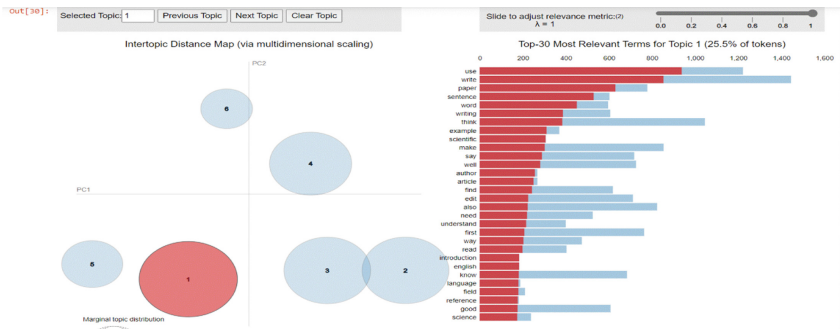 Out[30]:
Selected Topic: 1 Previous Topic Next Topic Clear Topic
Slide to adjust relevance metric:(2)
λ = 1
0.0 0.2 0.4 0.6 0.8 1
Intertopic Distance Map (via multidimensional scaling)
PC2
PC1
6
4
5
1
3
2
Marginal topic distribution
Top-30 Most Relevant Terms for Topic 1 (25.5% of tokens)
0 200 400 600 800 1,000 1,200 1,400 1,600
use
write
paper
sentence
word
writing
think
example
scientific
make
say
well
author
article
find
edit
also
need
understand
first
way
read
introduction
english
know
language
field
reference
good
science